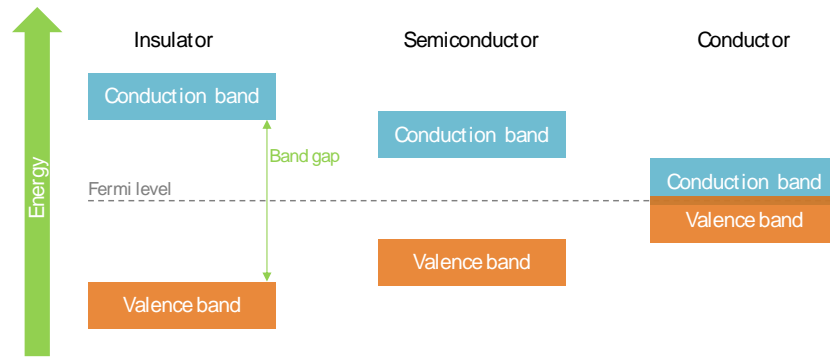 Insulator
Semiconductor
Conductor
Conduction band
Conduction band
Band gap
Energy
Fermi level
Conduction band
Valence band
Valence band
Valence band